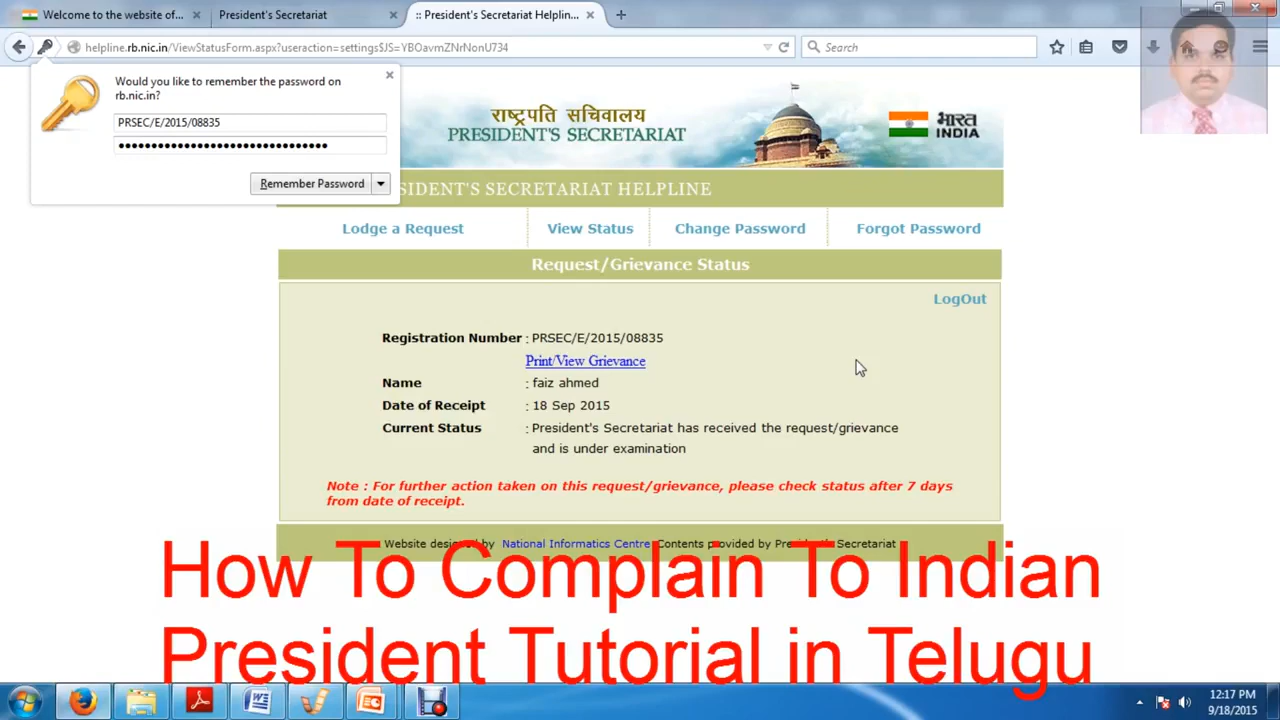 Welcome to the website of...
President's Secretariat
:: President's Secretariat Helplin...
helpline.rb.nic.in/ViewStatusForm.aspx?useraction=settings$JS=YBOavmZNrNonU734
Search
Would you like to remember the password on
rb.nic.in?
PRSEC/E/2015/08835
Remember Password
राष्ट्रपति सचिवालय
PRESIDENT'S SECRETARIAT
भारत
INDIA
SIDENT'S SECRETARIAT HELPLINE
Lodge a Request View Status Change Password Forgot Password
Request/Grievance Status
LogOut
Registration Number : PRSEC/E/2015/08835
Print/View Grievance
Name : faiz ahmed
Date of Receipt : 18 Sep 2015
Current Status : President's Secretariat has received the request/grievance
and is under examination
Note : For further action taken on this request/grievance, please check status after 7 days
from date of receipt.
Website designed by National Informatics Centre Contents provided by President's Secretariat
How To Complain To Indian
President Tutorial in Telugu
12:17 PM
9/18/2015